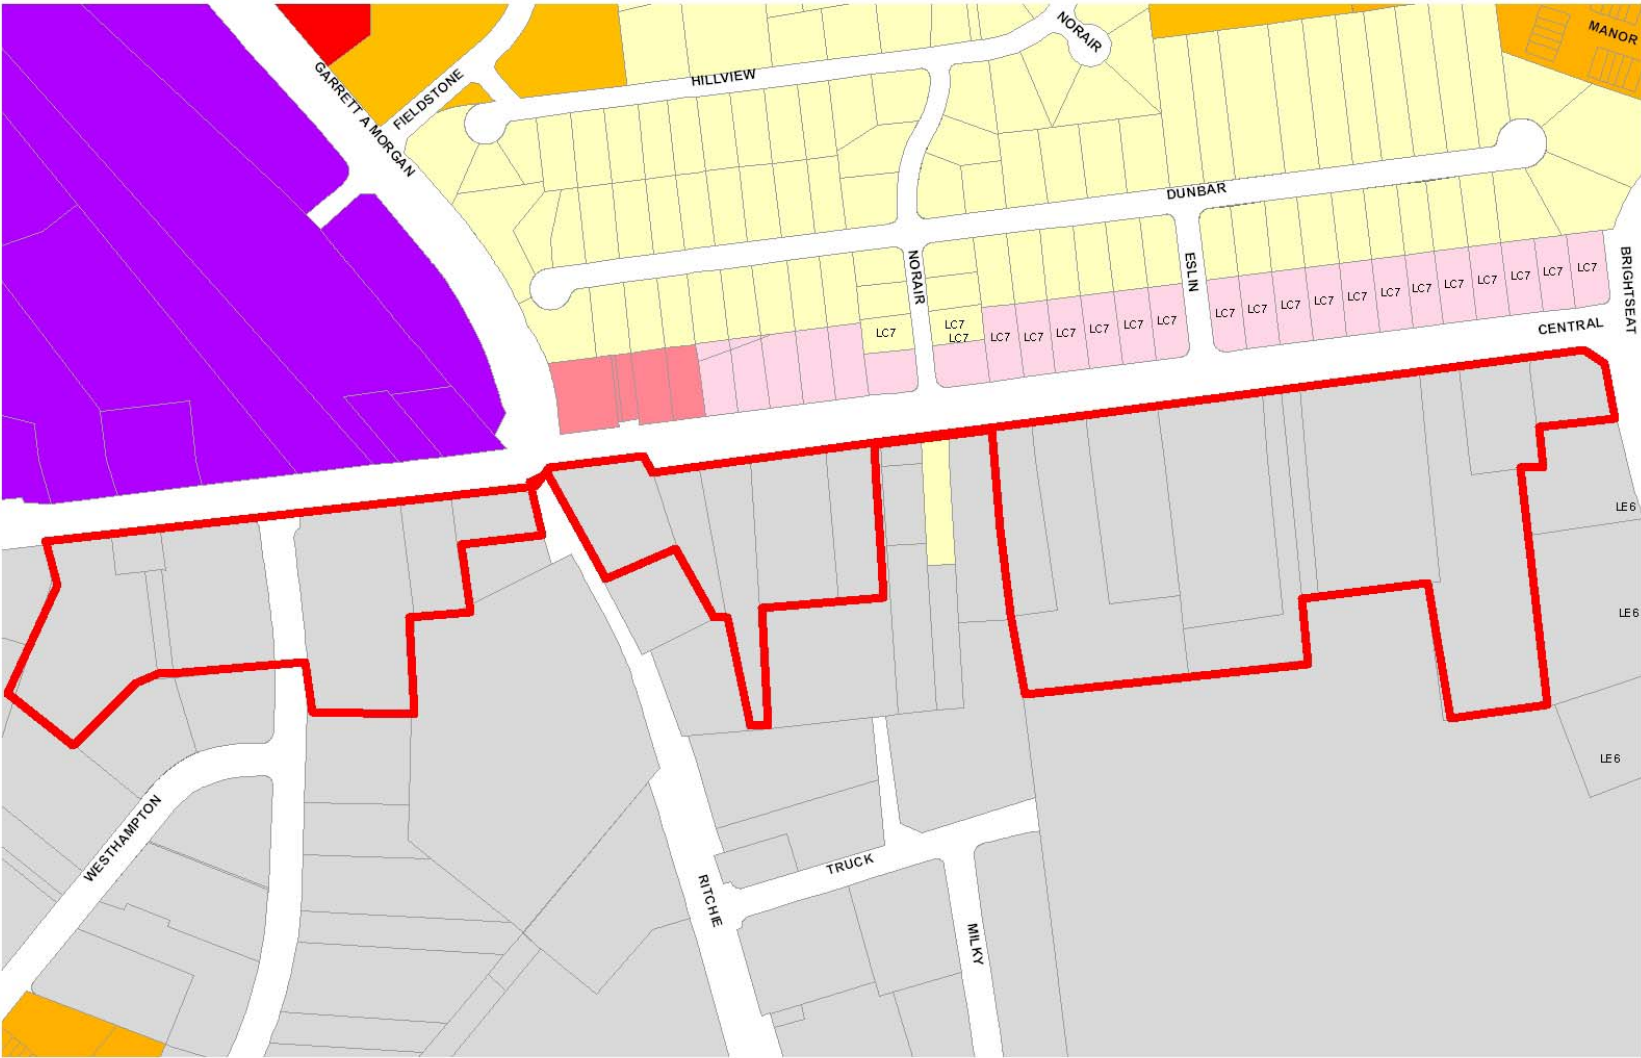 MANOR
NORAIR
HILLVIEW
GARRETT A MORGAN
FIELDSTONE
DUNBAR
NORAIR
ESLIN
BRIGHTSEAT
LC7
LC7
LC7
LC7 LC7 LC7 LC7 LC7 LC7
LC7 LC7 LC7 LC7 LC7 LC7 LC7 LC7 LC7 LC7 LC7 LC7
CENTRAL
LE6
LE6
LE6
WESTHAMPTON
TRUCK
RITCHIE
MILKY